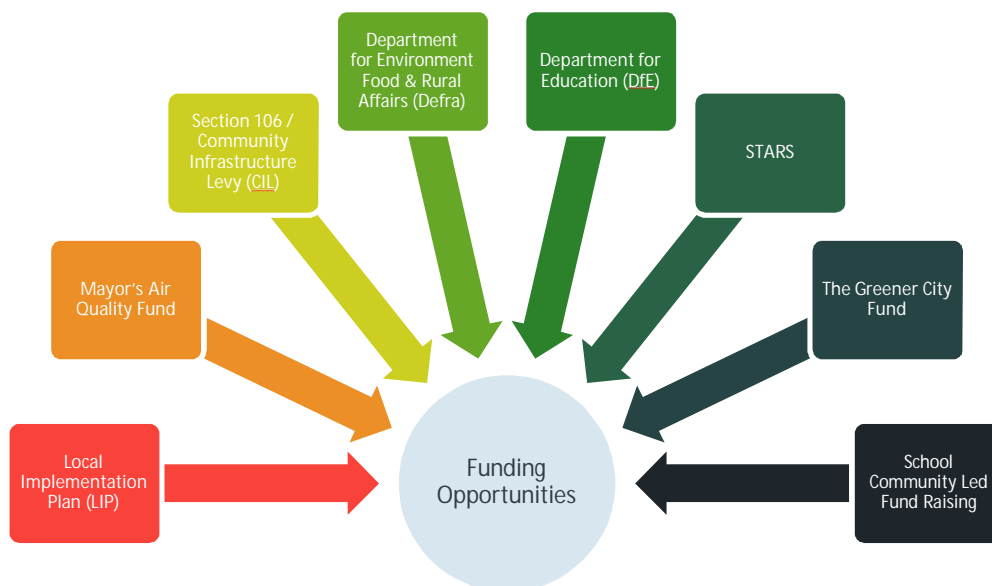 Local
Implementation
Plan (LIP)
Mayor's Air
Quality Fund
Section 106 /
Community
Infrastructure
Levy (CIL)
Department
for Environment
Food & Rural
Affairs (Defra)
Department for
Education (DfE)
STARS
The Greener City
Fund
School
Community Led
Fund Raising
Funding
Opportunities